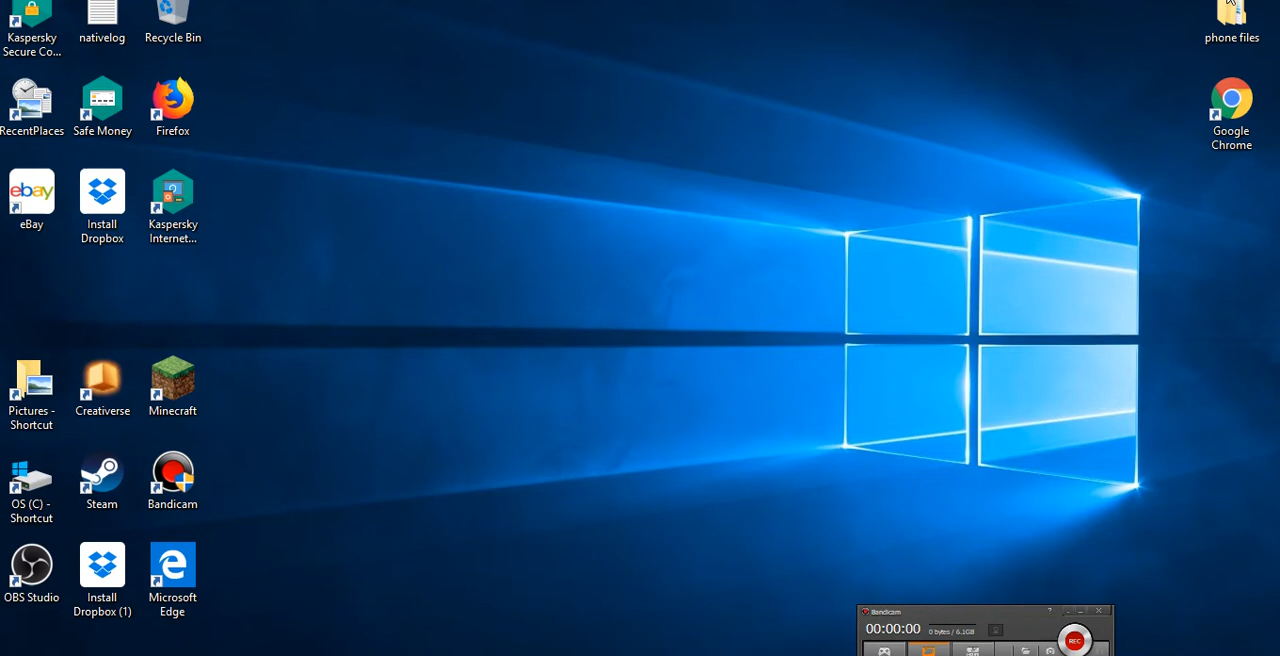 Kaspersky
Secure Co...
nativelog
Recycle Bin
phone files
RecentPlaces
Safe Money
Firefox
Google
Chrome
ebay
eBay
Install
Dropbox
Kaspersky
Internet...
Pictures -
Shortcut
Creativerse
Minecraft
OS (C) -
Shortcut
Steam
Bandicam
OBS Studio
Install
Dropbox (1)
Microsoft
Edge
Bandicam
00:00:00
0 bytes / 6.1GB
REC